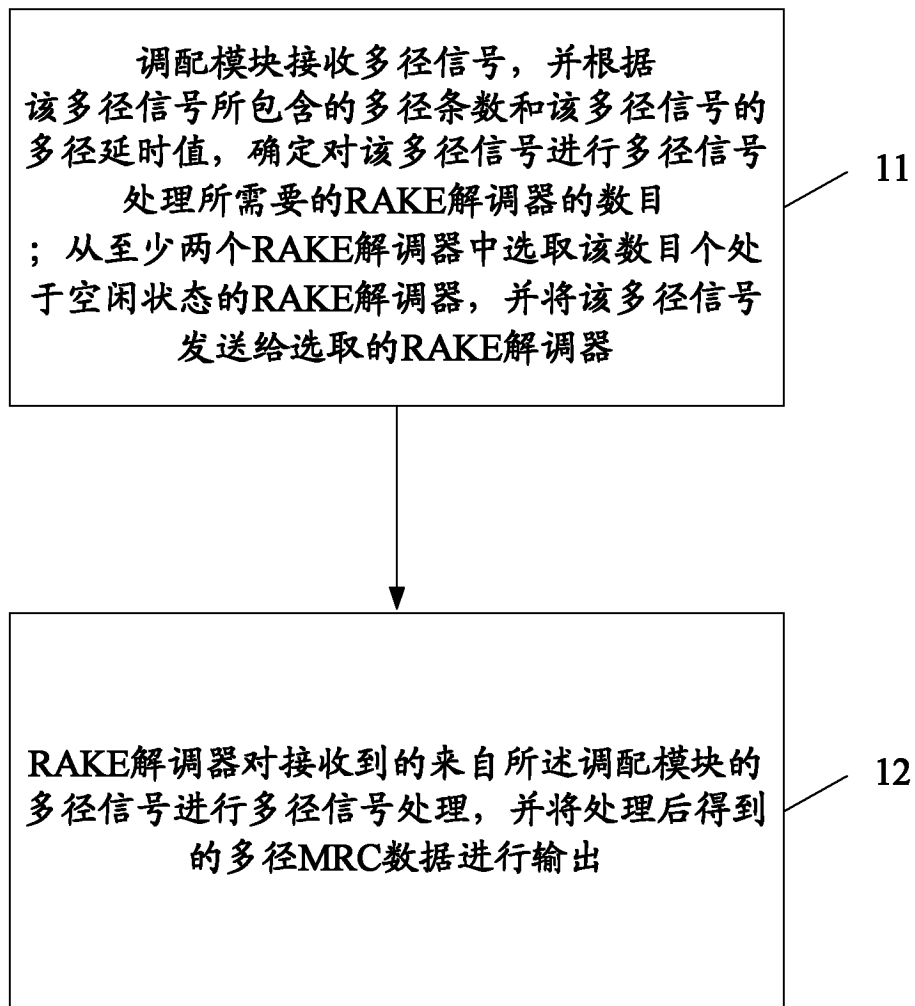 调配模块接收多径信号，并根据
该多径信号所包含的多径条数和该多径信号的
多径延时值，确定对该多径信号进行多径信号
处理所需要的RAKE解调器的数目
；从至少两个RAKE解调器中选取该数目个处
于空闲状态的RAKE解调器，并将该多径信号
发送给选取的RAKE解调器
11
RAKE解调器对接收到的来自所述调配模块的
多径信号进行多径信号处理，并将处理后得到
的多径MRC数据进行输出
12